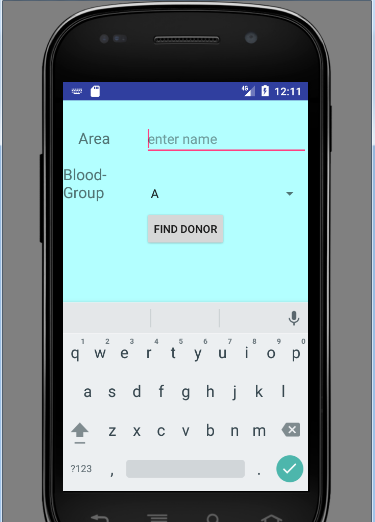 4G 12:11
Area enter name
Blood-
Group A
FIND DONOR
1 2 3 4 5 6 7 8 9 0
q w e r t y u i o p
a s d f g h j k l
z x c v b n m
?123 , .